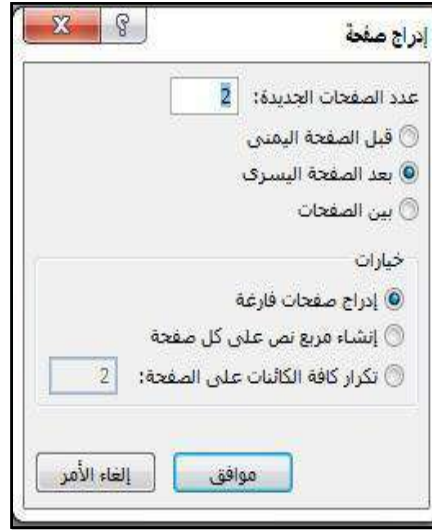 إدراج صفحة
عدد الصفحات الجديدة: 2
قبل الصفحة اليمنى
بعد الصفحة اليسرى
بين الصفحات
خيارات
إدراج صفحات فارغة
إنشاء مربع نص على كل صفحة
تكرار كافة الكائنات على الصفحة: 2
موافق إلغاء الأمر